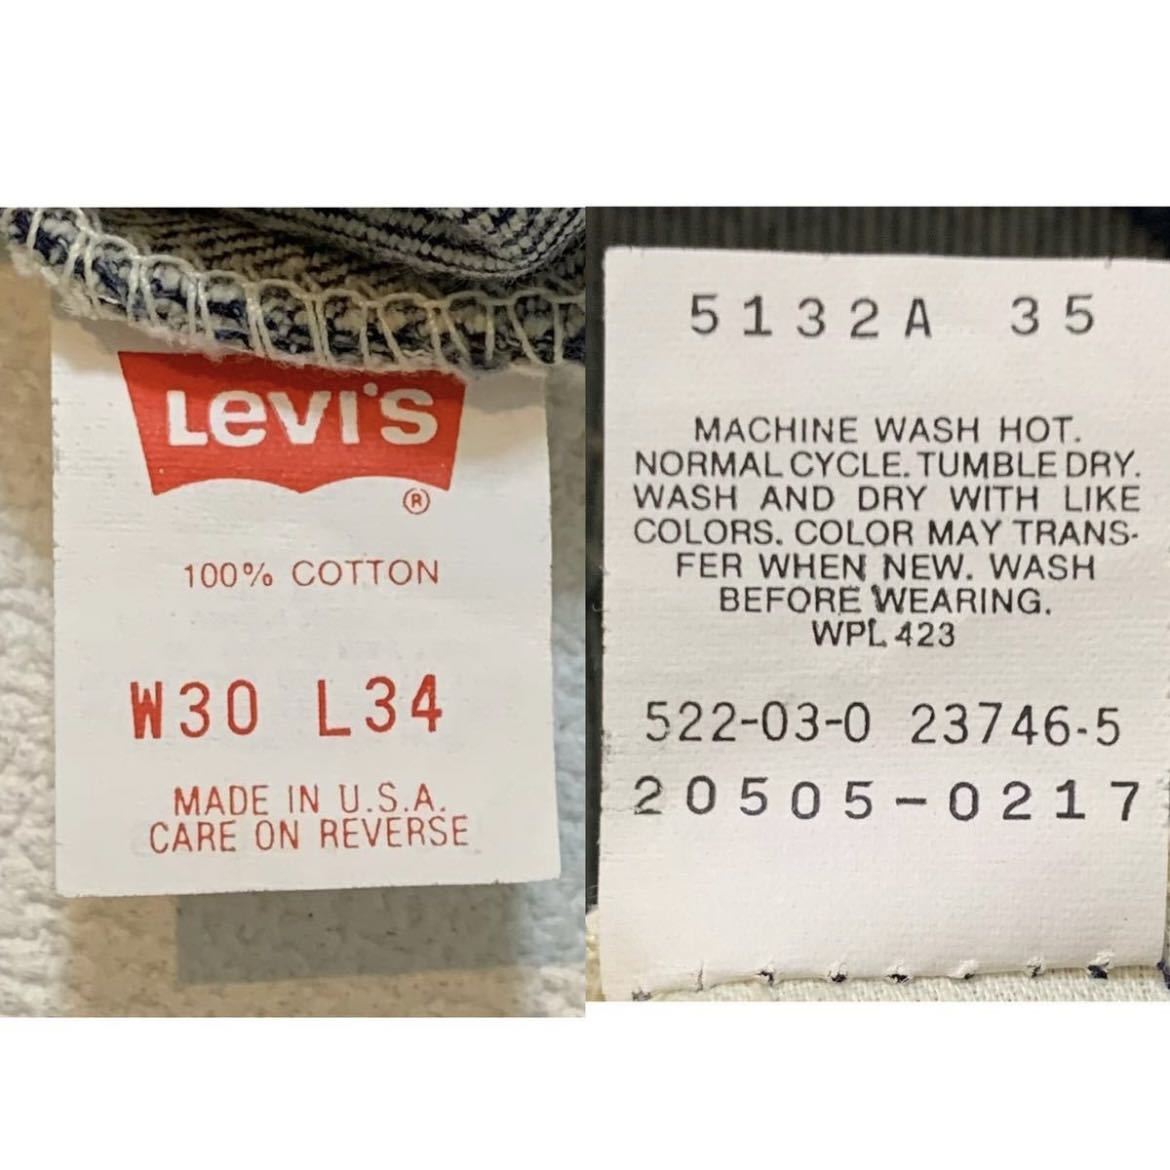 Levi's
®
100% COTTON
W30 L34
MADE IN U.S.A.
CARE ON REVERSE
5132A 35
MACHINE WASH HOT.
NORMAL CYCLE. TUMBLE DRY.
WASH AND DRY WITH LIKE
COLORS. COLOR MAY TRANS-
FER WHEN NEW. WASH
BEFORE WEARING.
WPL 423
522-03-0 23746-5
20505-0217